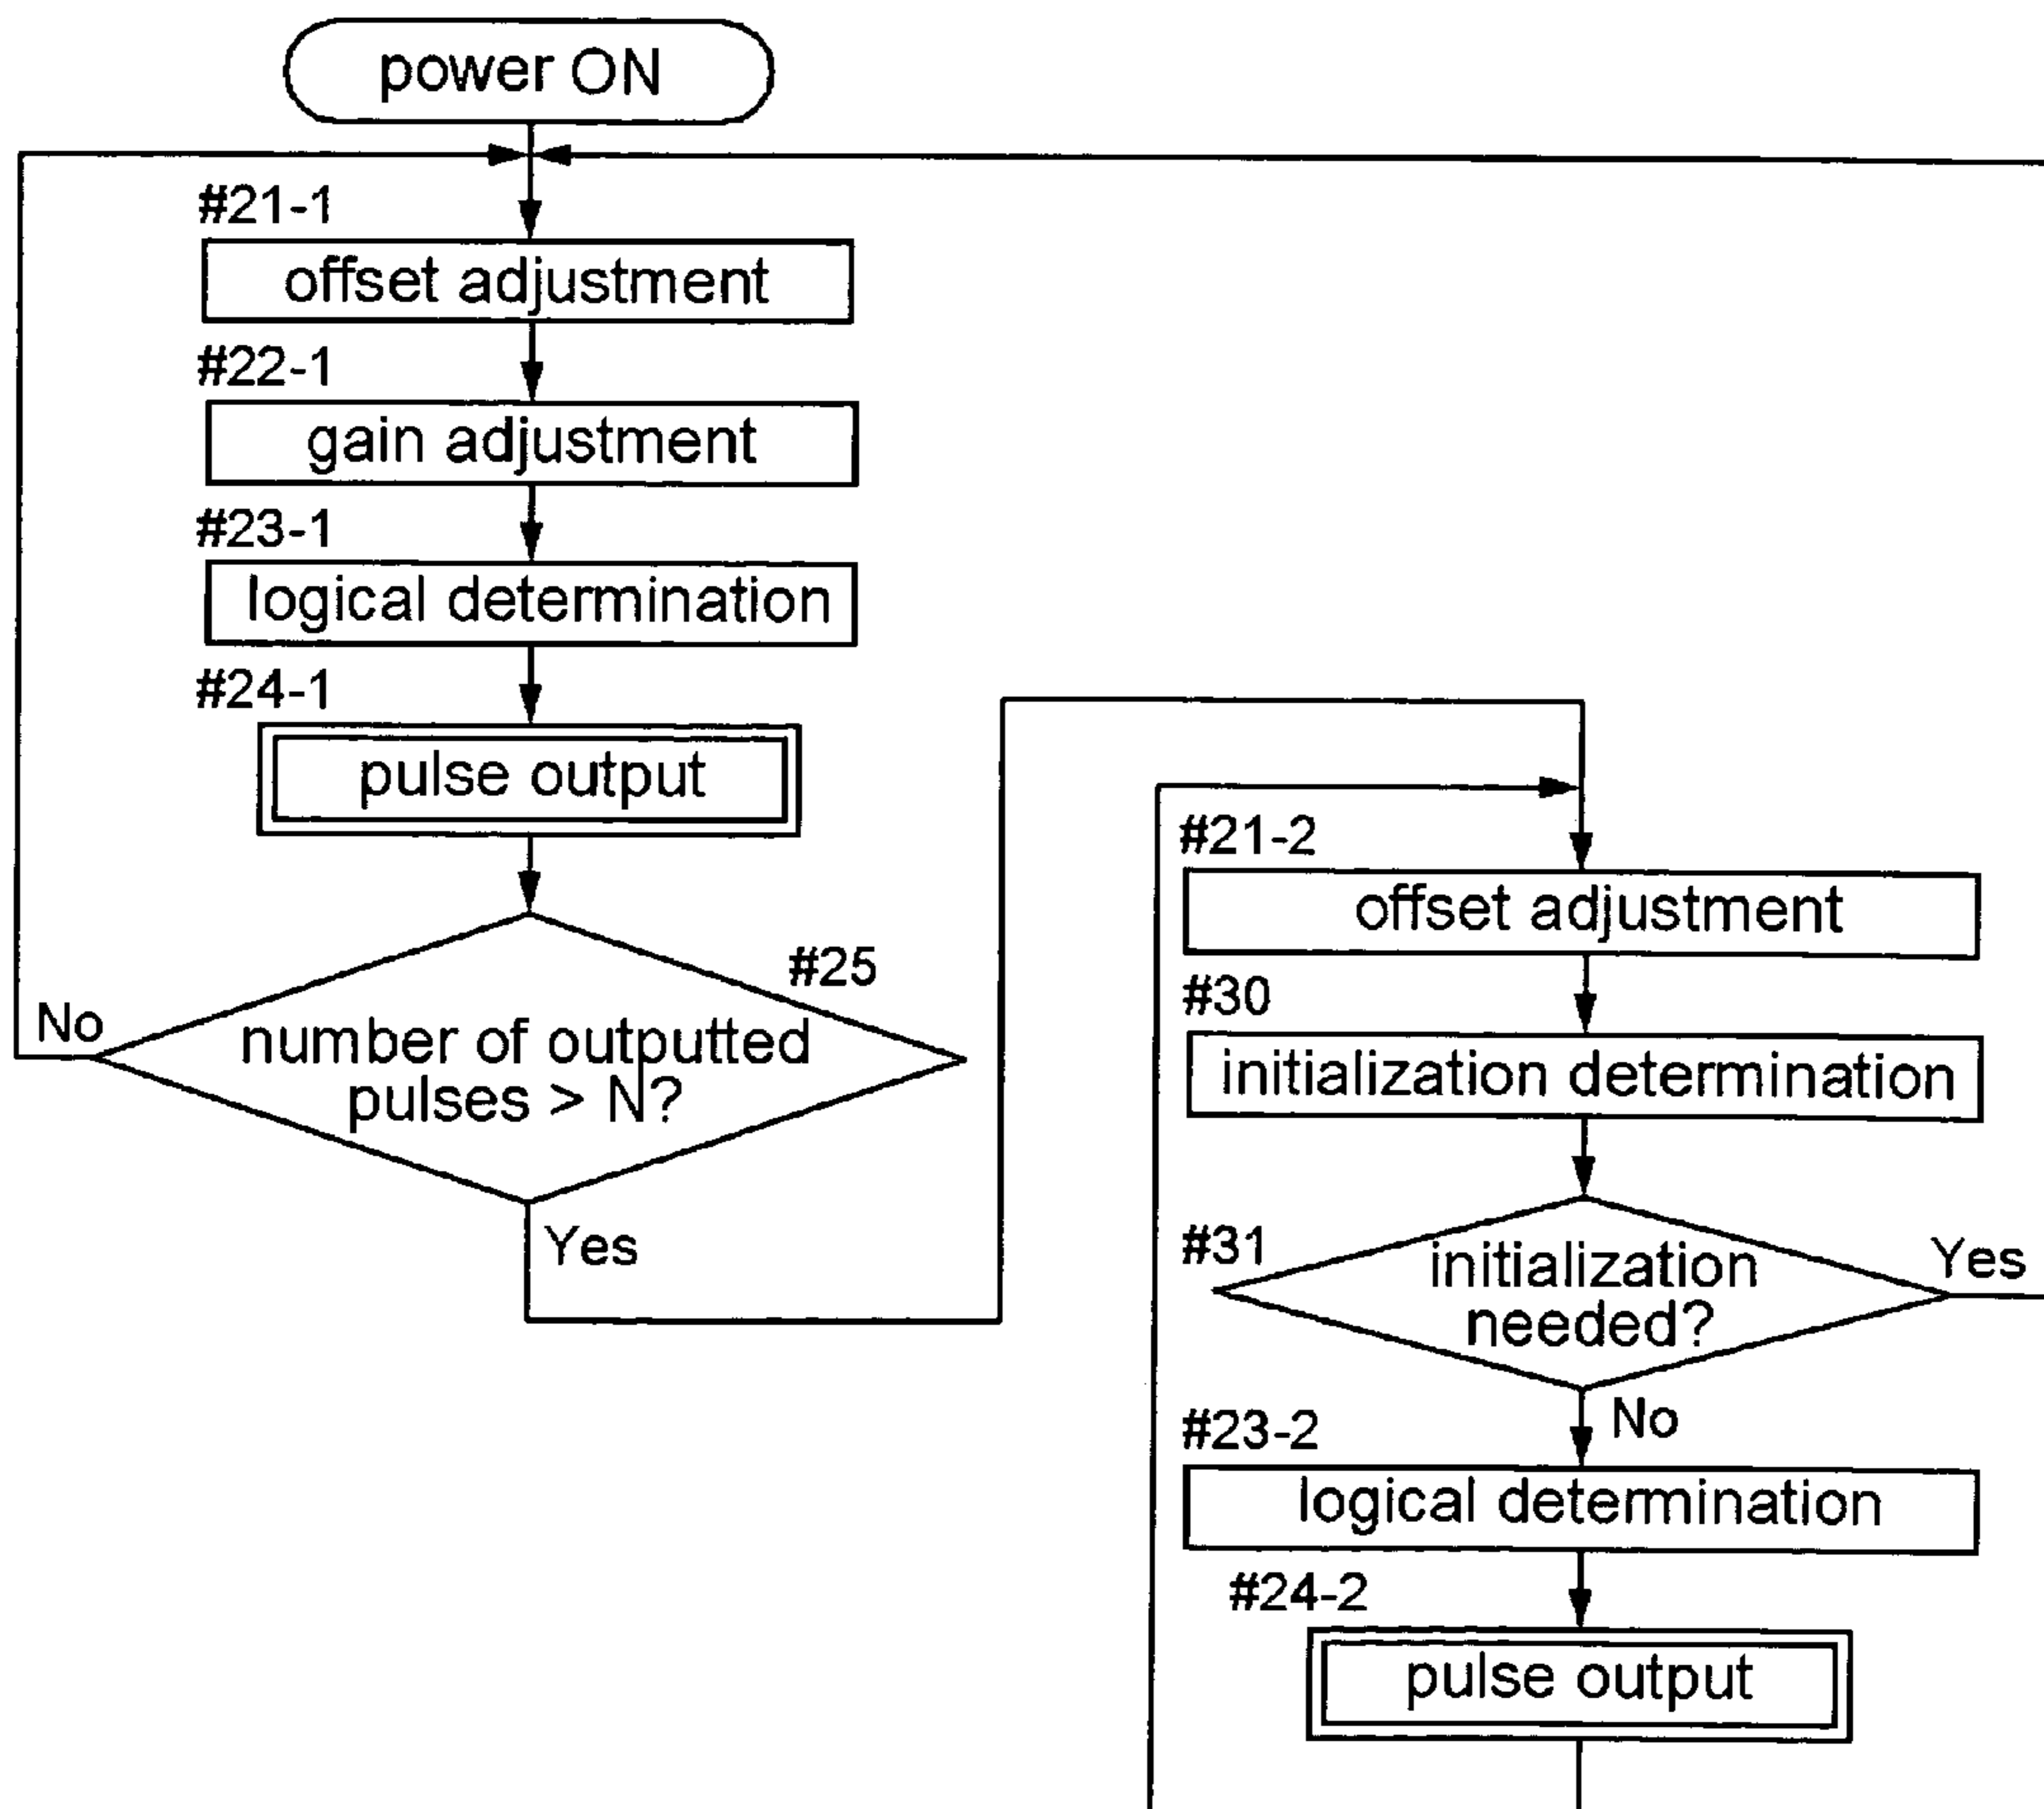 power ON
#21-1
offset adjustment
#22-1
gain adjustment
#23-1
logical determination
#24-1
pulse output
#25
number of outputted
pulses > N?
No
Yes
#21-2
offset adjustment
#30
initialization determination
#31
initialization
needed?
Yes
No
#23-2
logical determination
#24-2
pulse output